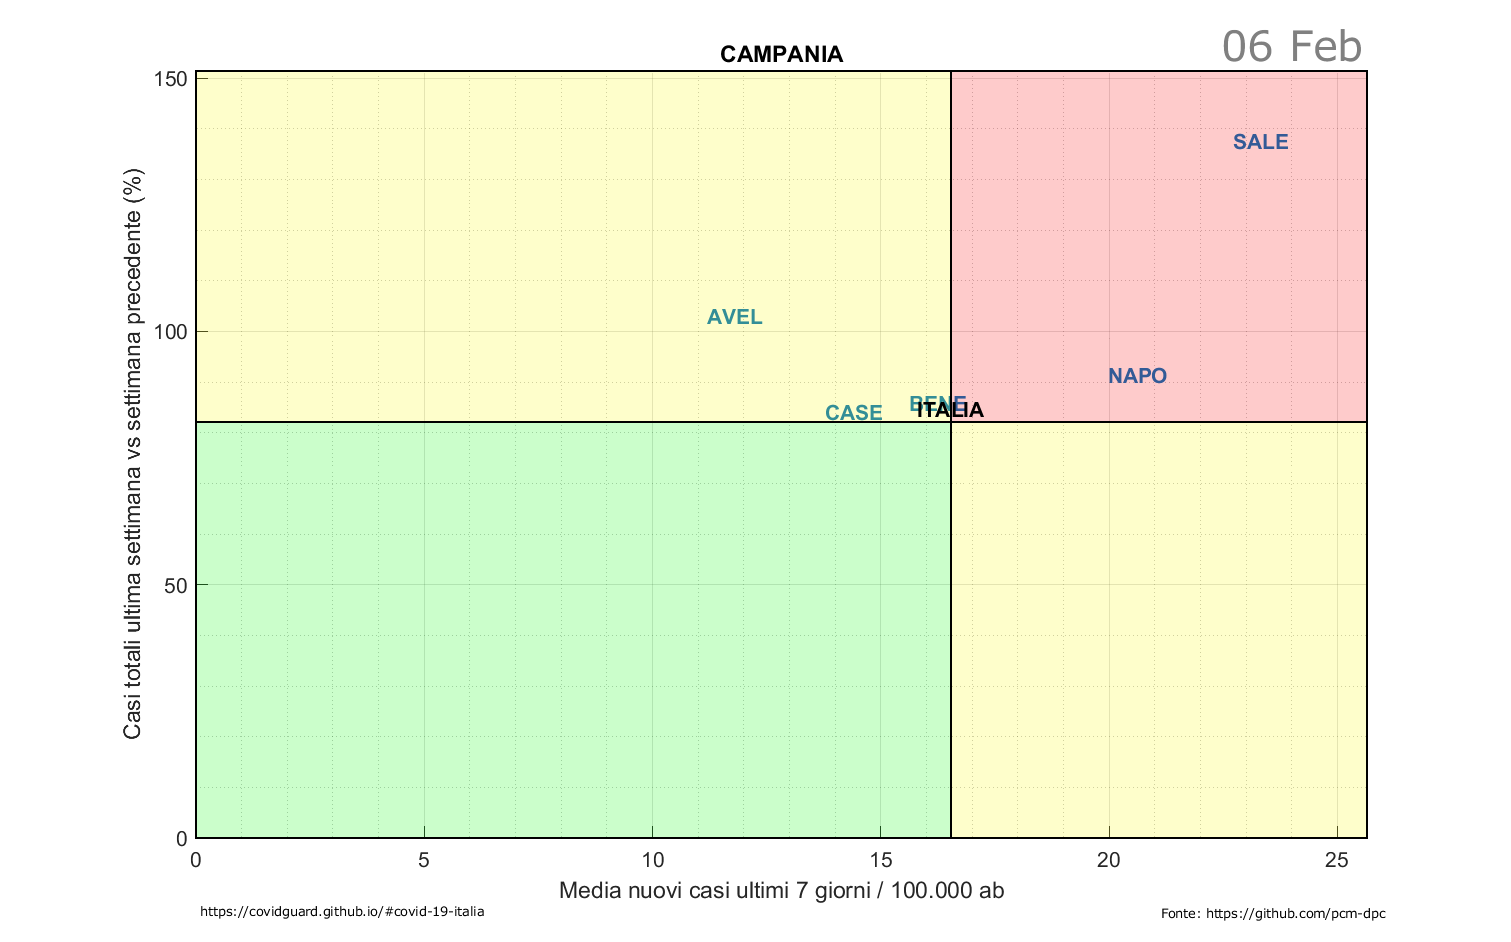 06 Feb
CAMPANIA
Casi totali ultima settimana vs settimana precedente (%)
150
100
50
0
SALE
AVEL
NAPO
BENE
ITALIA
CASE
0 5 10 15 20 25
Media nuovi casi ultimi 7 giorni / 100.000 ab
https://covidguard.github.io/#covid-19-italia
Fonte: https://github.com/pcm-dpc